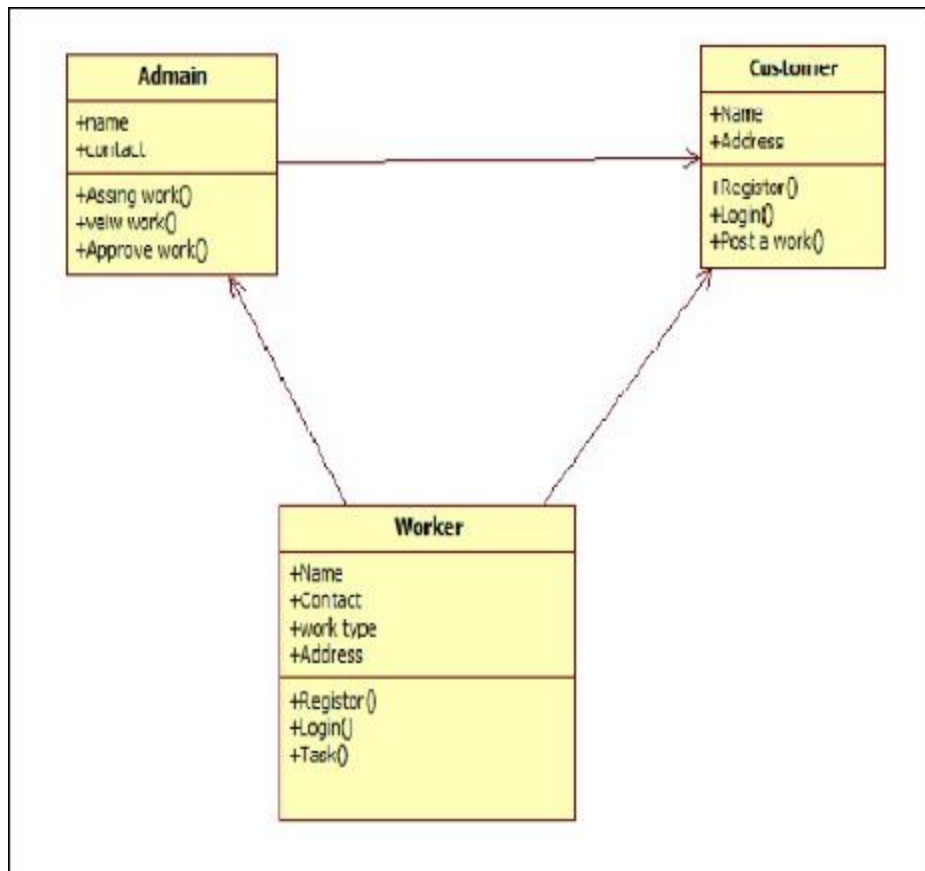 Admain
+name
+contact
+Assing work()
+veiw work()
+Approve work()
Customer
+Name
+Address
+Registor()
+Login()
+Post a work()
Worker
+Name
+Contact
+work type
+Address
+Registor()
+Login()
+Task()